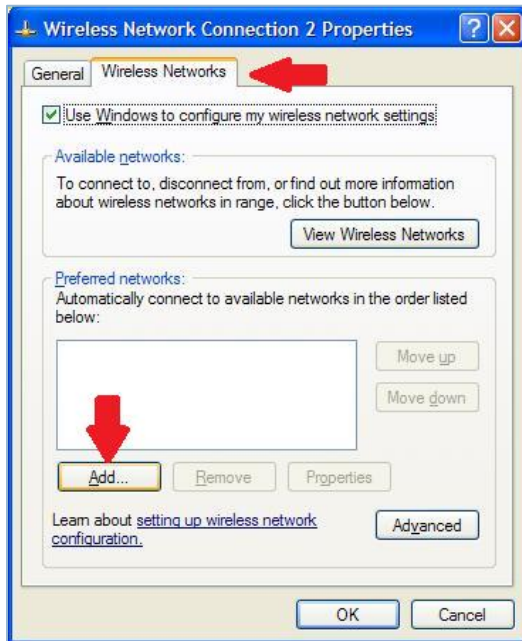 Wireless Network Connection 2 Properties
General
Wireless Networks
Use Windows to configure my wireless network settings
Available networks:
To connect to, disconnect from, or find out more information
about wireless networks in range, click the button below.
View Wireless Networks
Preferred networks:
Automatically connect to available networks in the order listed
below:
Move up
Move down
Add...
Remove
Properties
Learn about setting up wireless network
configuration.
Advanced
OK
Cancel